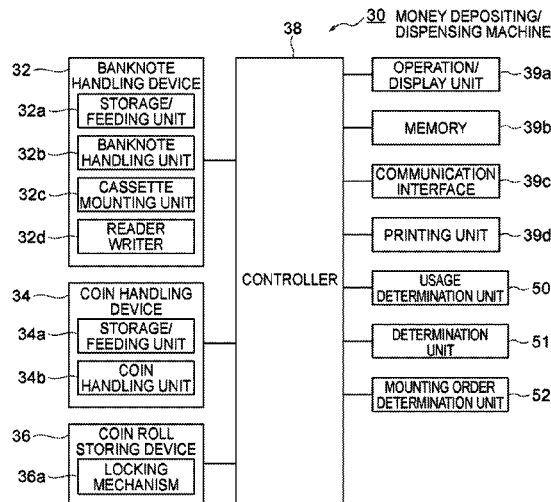 30 MONEY DEPOSITING/
DISPENSING MACHINE
38
32
BANKNOTE
HANDLING DEVICE
32a
STORAGE/
FEEDING UNIT
32b
BANKNOTE
HANDLING UNIT
32c
CASSETTE
MOUNTING UNIT
32d
READER
WRITER
34
COIN HANDLING
DEVICE
34a
STORAGE/
FEEDING UNIT
34b
COIN
HANDLING UNIT
36
COIN ROLL
STORING DEVICE
36a
LOCKING
MECHANISM
CONTROLLER
OPERATION/
DISPLAY UNIT
39a
MEMORY
39b
COMMUNICATION
INTERFACE
39c
PRINTING UNIT
39d
USAGE
DETERMINATION UNIT
50
DETERMINATION
UNIT
51
MOUNTING ORDER
DETERMINATION UNIT
52